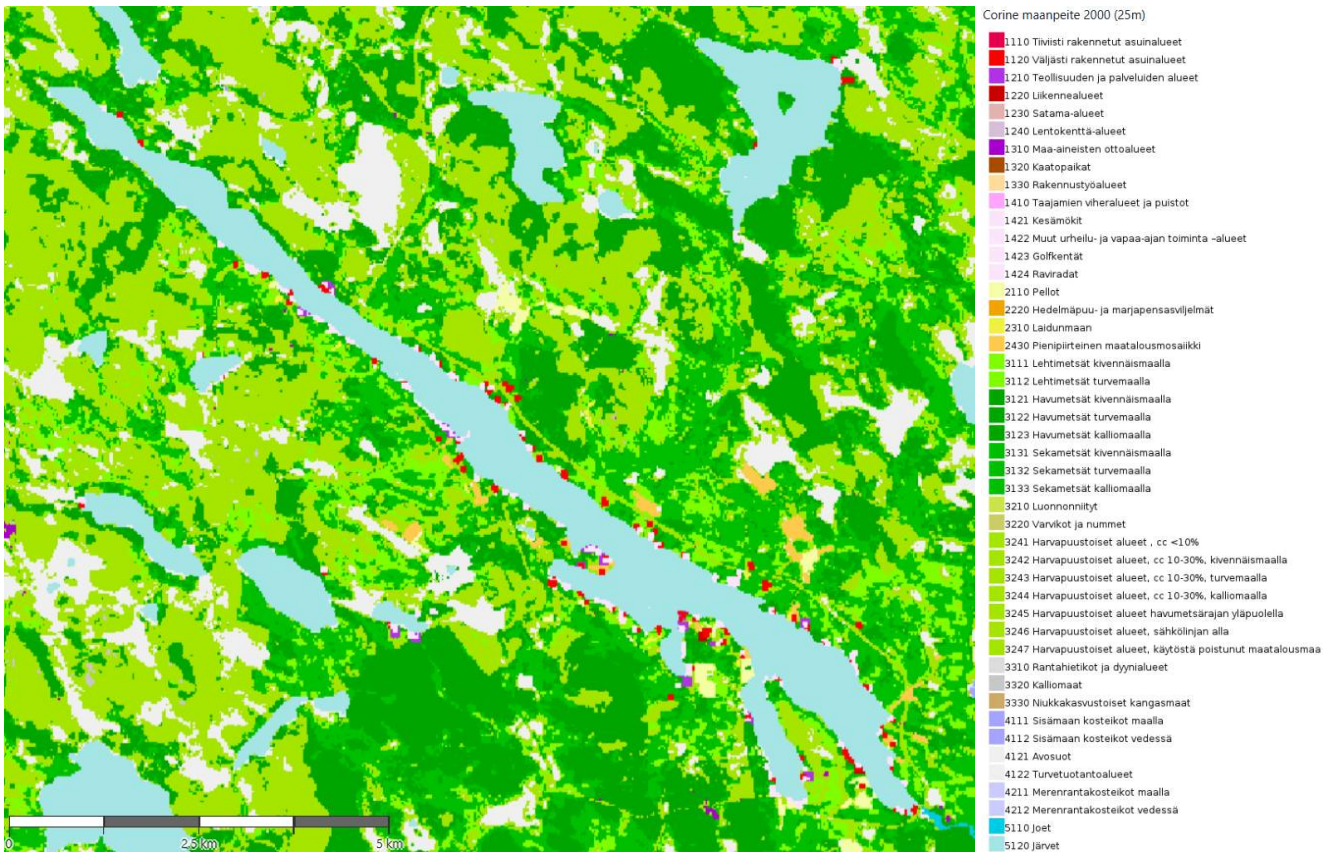 Corine maanpeite 2000 (25m)
1110 Tiiviisti rakennetut asuinalueet
1120 Väljästi rakennetut asuinalueet
1210 Teollisuuden ja palveluiden alueet
1220 Liikennealueet
1230 Satama-alueet
1240 Lentokenttä-alueet
1310 Maa-aineisten ottoalueet
1320 Kaatopaikat
1330 Rakennustyöalueet
1410 Taajamien viheralueet ja puistot
1421 Kesämökit
1422 Muut urheilu- ja vapaa-ajan toiminta –alueet
1423 Golfkentät
1424 Raviradat
2110 Pellot
2220 Hedelmäpuu- ja marjapensasviljelmät
2310 Laidunmaan
2430 Pienipiirteinen maatalousmosaiikki
3111 Lehtimetsät kivennäismaalla
3112 Lehtimetsät turvemaalla
3121 Havumetsät kivennäismaalla
3122 Havumetsät turvemaalla
3123 Havumetsät kalliomaalla
3131 Sekametsät kivennäismaalla
3132 Sekametsät turvemaalla
3133 Sekametsät kalliomaalla
3210 Luonnonniityt
3220 Varvikot ja nummet
3241 Harvapuustoiset alueet , cc <10%
3242 Harvapuustoiset alueet, cc 10-30%, kivennäismaalla
3243 Harvapuustoiset alueet, cc 10-30%, turvemaalla
3244 Harvapuustoiset alueet, cc 10-30%, kalliomaalla
3245 Harvapuustoiset alueet havumetsärajan yläpuolella
3246 Harvapuustoiset alueet, sähkölinjan alla
3247 Harvapuustoiset alueet, käytöstä poistunut maatalousmaa
3310 Rantahietikot ja dyynialueet
3320 Kalliomaat
3330 Niukkakasvustoiset kangasmaat
4111 Sisämaan kosteikot maalla
4112 Sisämaan kosteikot vedessä
4121 Avosuot
4122 Turvetuotantoalueet
4211 Merenrantakosteikot maalla
4212 Merenrantakosteikot vedessä
5110 Joet
5120 Järvet
0 2,5 km 5 km